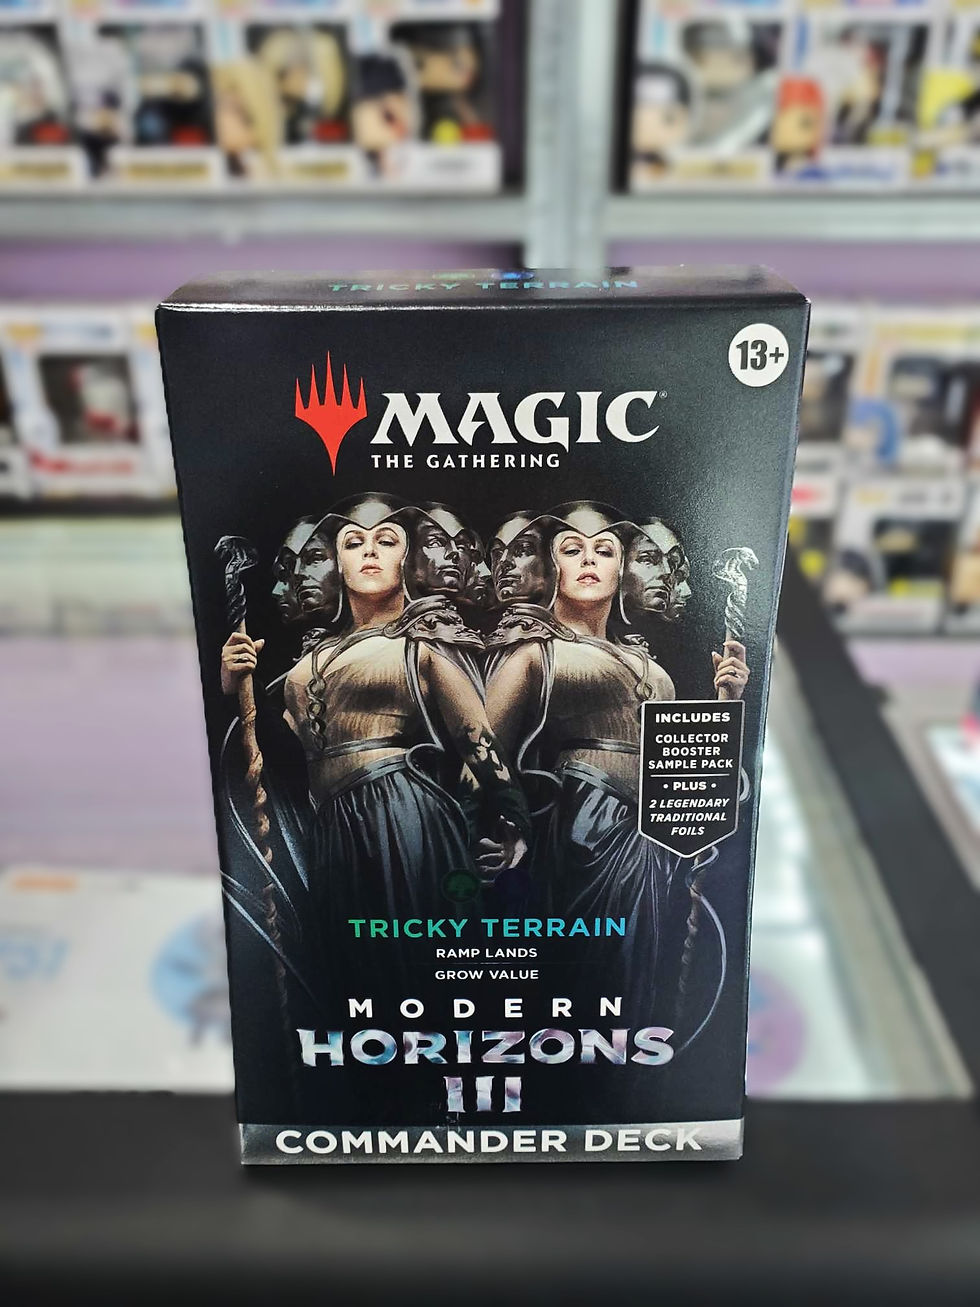 TRICKY TERRAIN
13+
MAGIC®
THE GATHERING
INCLUDES
COLLECTOR
BOOSTER
SAMPLE PACK
• PLUS •
2 LEGENDARY
TRADITIONAL
FOILS
TRICKY TERRAIN
RAMP LANDS
GROW VALUE
MODERN
HORIZONS
III
COMMANDER DECK